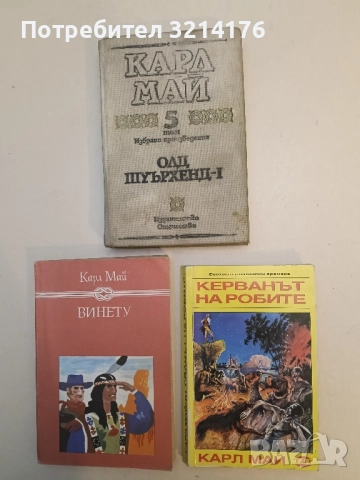 Потребител 3214176
КАРЛ
МАЙ
5
том
Избрани произведения
ОЛД
ШУЪРХЕНД-I
Издателство
Отечество
Карл Май
ВИНЕТУ
КЕРВАНЪТ
НА РОБИТЕ
КАРЛ МАЙ
bazar